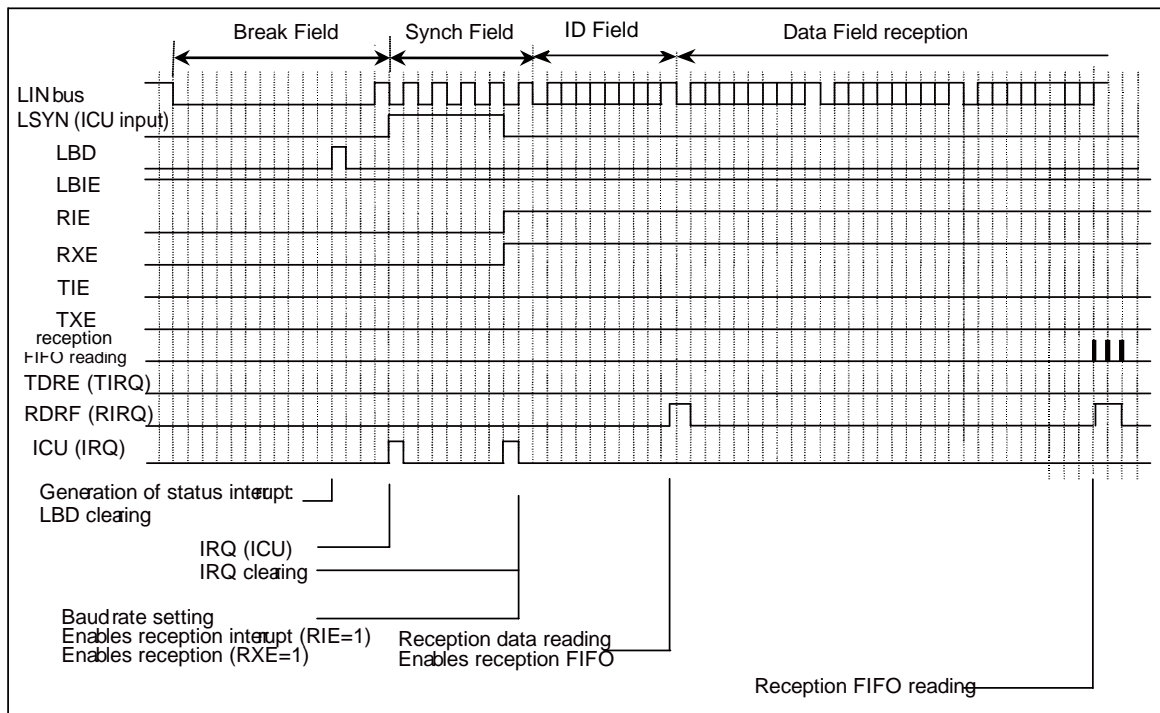 Break Field Synch Field ID Field Data Field reception
LIN bus
LSYN (ICU input)
LBD
LBIE
RIE
RXE
TIE
TXE
reception
FIFO reading
TDRE (TIRQ)
RDRF (RIRQ)
ICU (IRQ)
Generation of status interrupt:
LBD clearing
IRQ (ICU)
IRQ clearing
Baud rate setting
Enables reception interrupt (RIE=1)
Enables reception (RXE=1)
Reception data reading
Enables reception FIFO
Reception FIFO reading